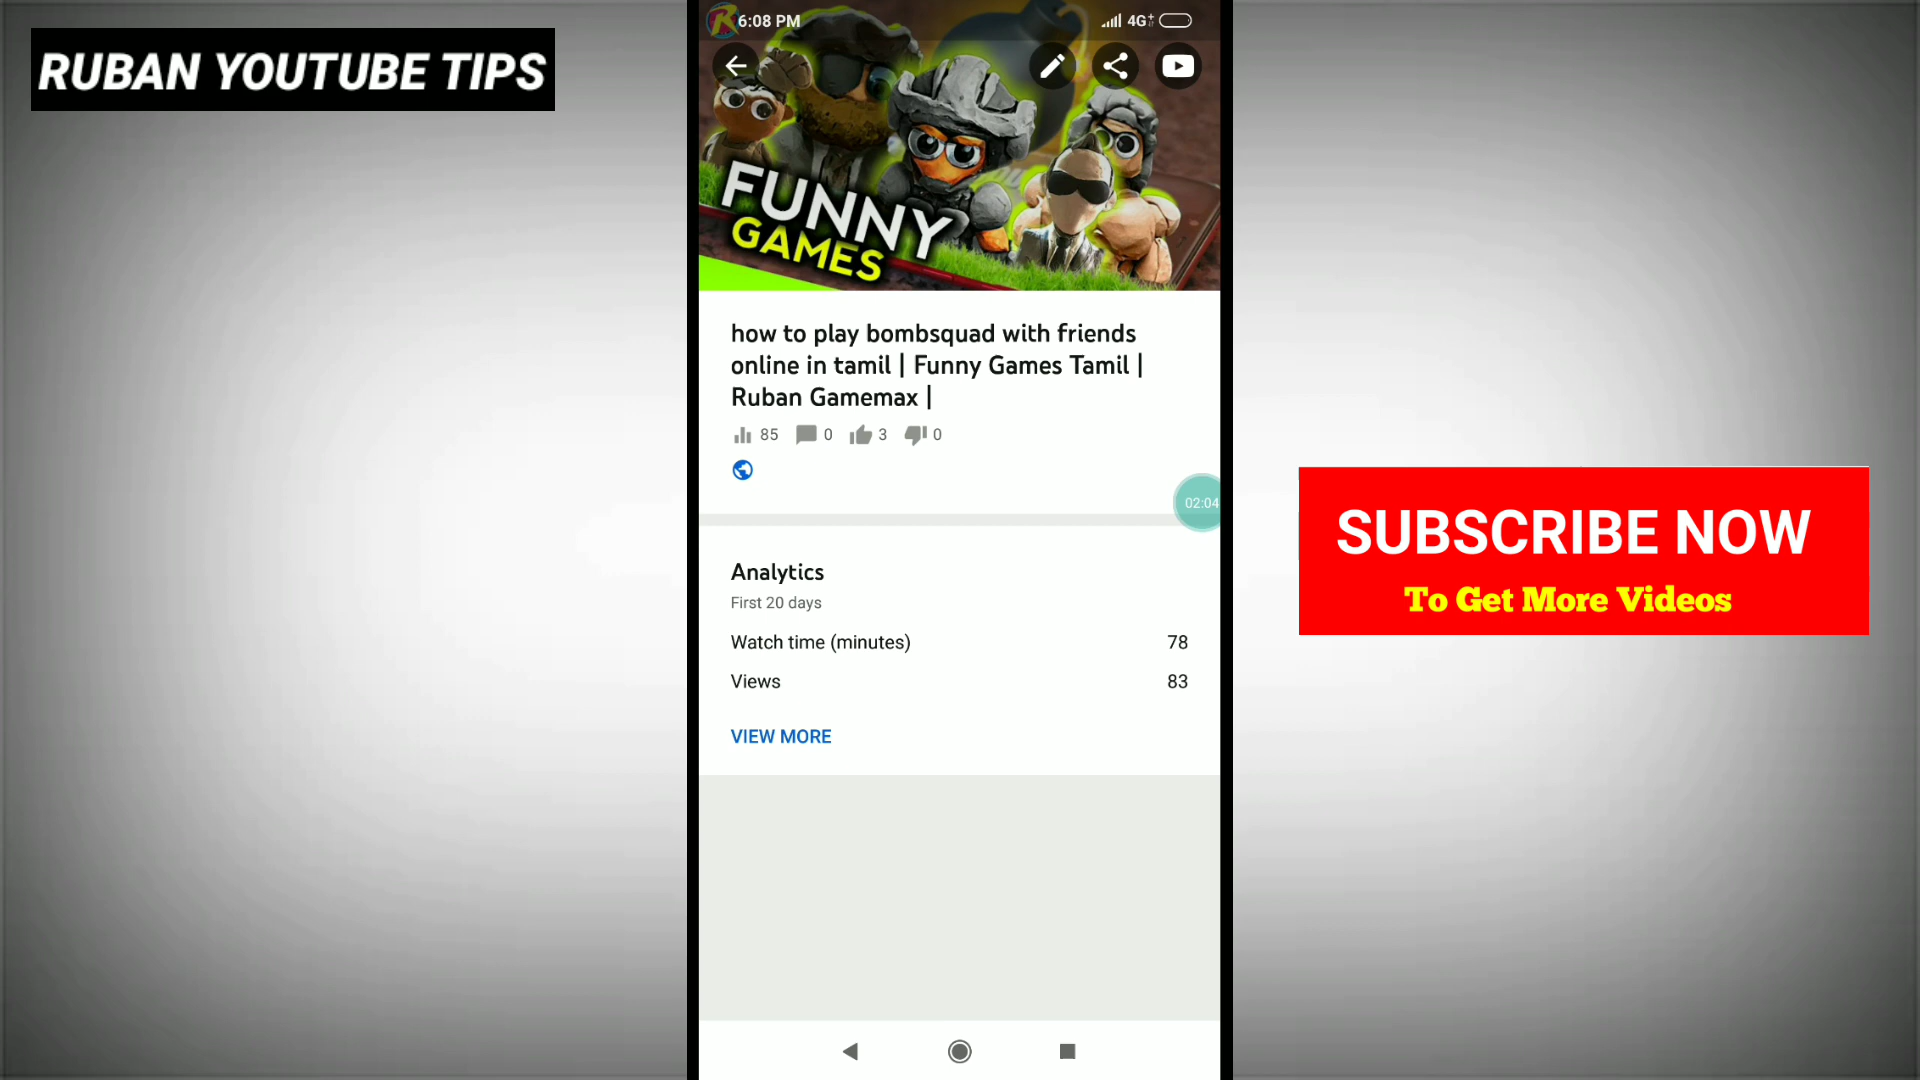 RUBAN YOUTUBE TIPS
6:08 PM
4G+
FUNNY
GAMES
how to play bombsquad with friends
online in tamil | Funny Games Tamil |
Ruban Gamemax |
85 0 3 0
02:04
Analytics
First 20 days
Watch time (minutes) 78
Views 83
VIEW MORE
SUBSCRIBE NOW
To Get More Videos